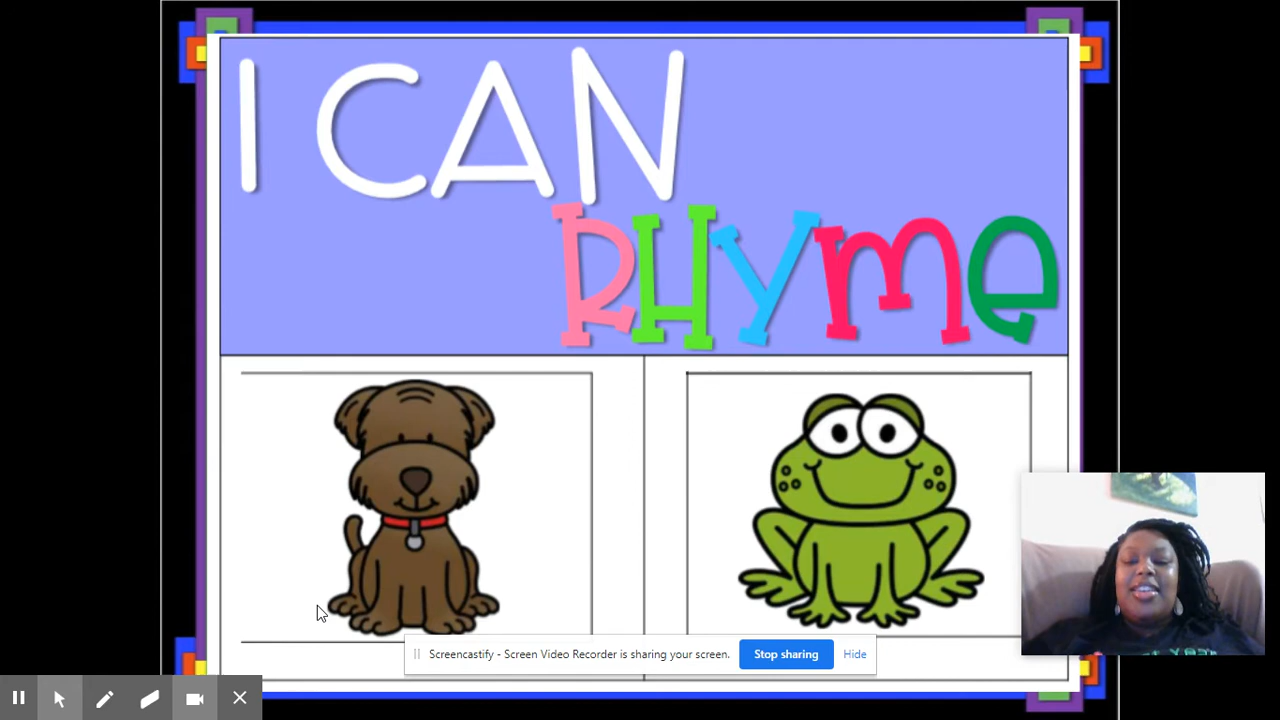 I CAN
RHYme
Screencastify - Screen Video Recorder is sharing your screen.
Stop sharing
Hide